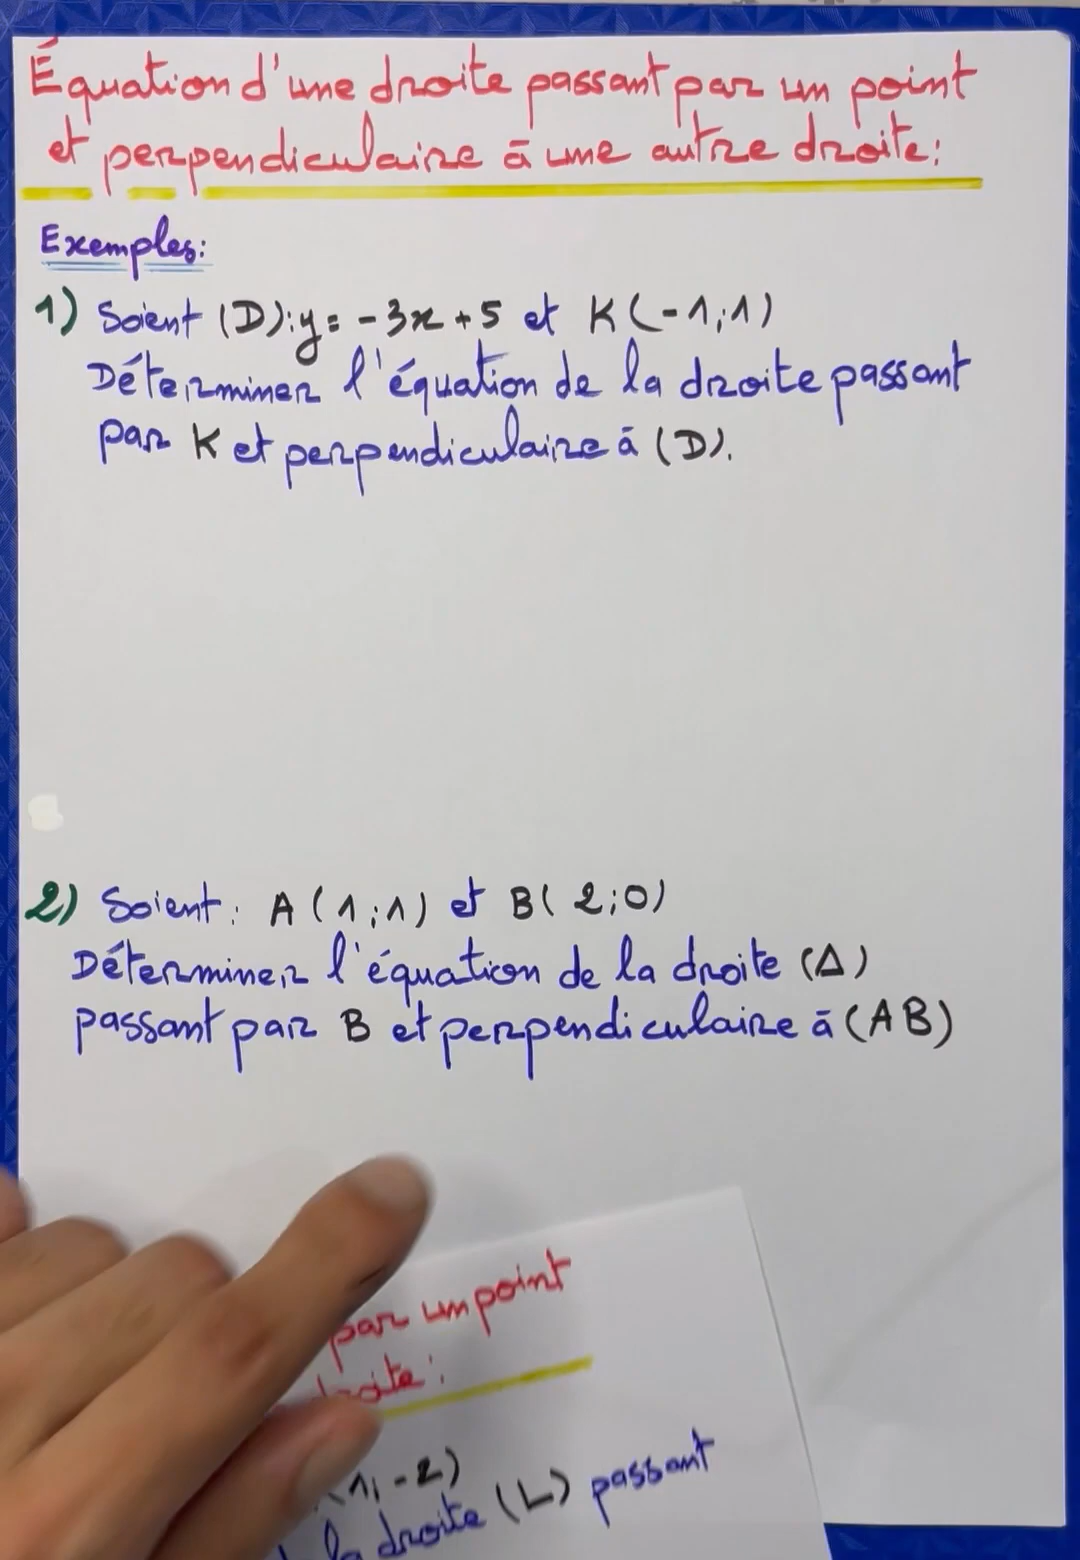 Équation d'une droite passant par un point
et perpendiculaire à une autre droite:
Exemples:
1) Soient (D): y = -3x + 5 et K(-1;1)
Déterminer l'équation de la droite passant
par K et perpendiculaire à (D).
2) Soient: A(1;1) et B(2;0)
Déterminer l'équation de la droite (Δ)
passant par B et perpendiculaire à (AB)
par un point
droite:
(1;-2)
la droite (L) passant